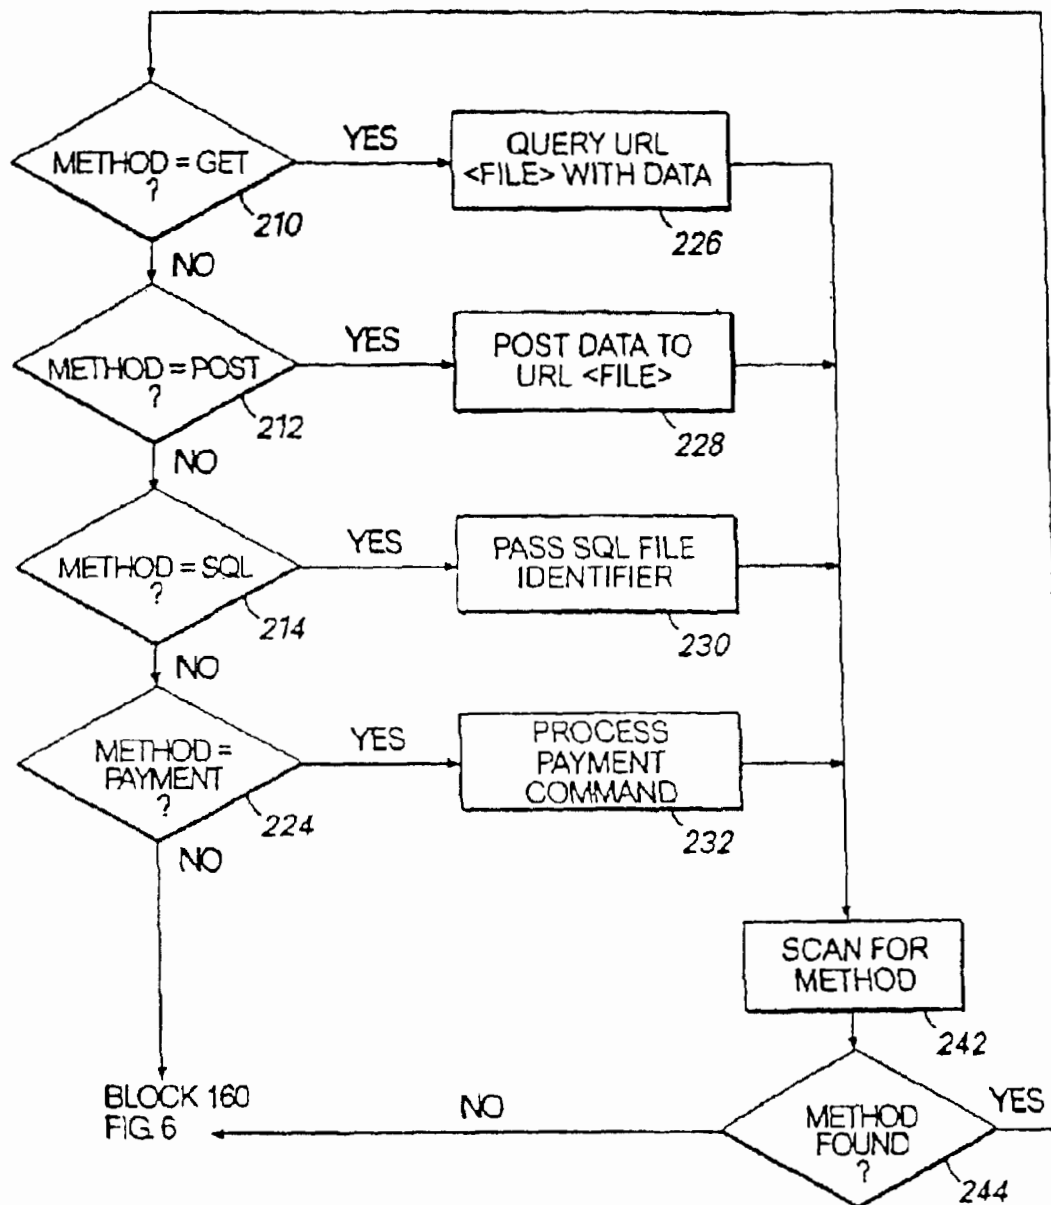 METHOD = GET
?
210
YES
QUERY URL
<FILE> WITH DATA
226
NO
METHOD = POST
?
212
YES
POST DATA TO
URL <FILE>
228
NO
METHOD = SQL
?
214
YES
PASS SQL FILE
IDENTIFIER
230
NO
METHOD =
PAYMENT
?
224
YES
PROCESS
PAYMENT
COMMAND
232
NO
SCAN FOR
METHOD
242
BLOCK 160
FIG. 6
NO
METHOD
FOUND
?
244
YES